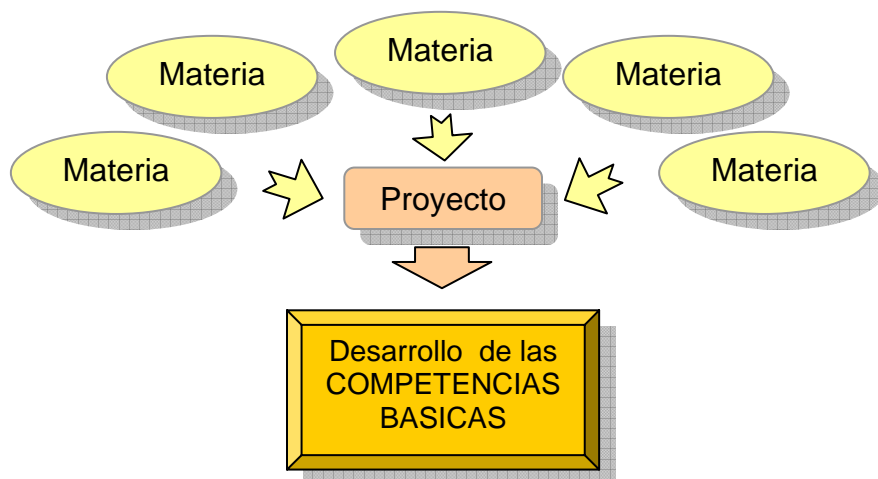 Materia
Materia
Materia
Materia
Materia
Proyecto
Desarrollo de las
COMPETENCIAS
BASICAS